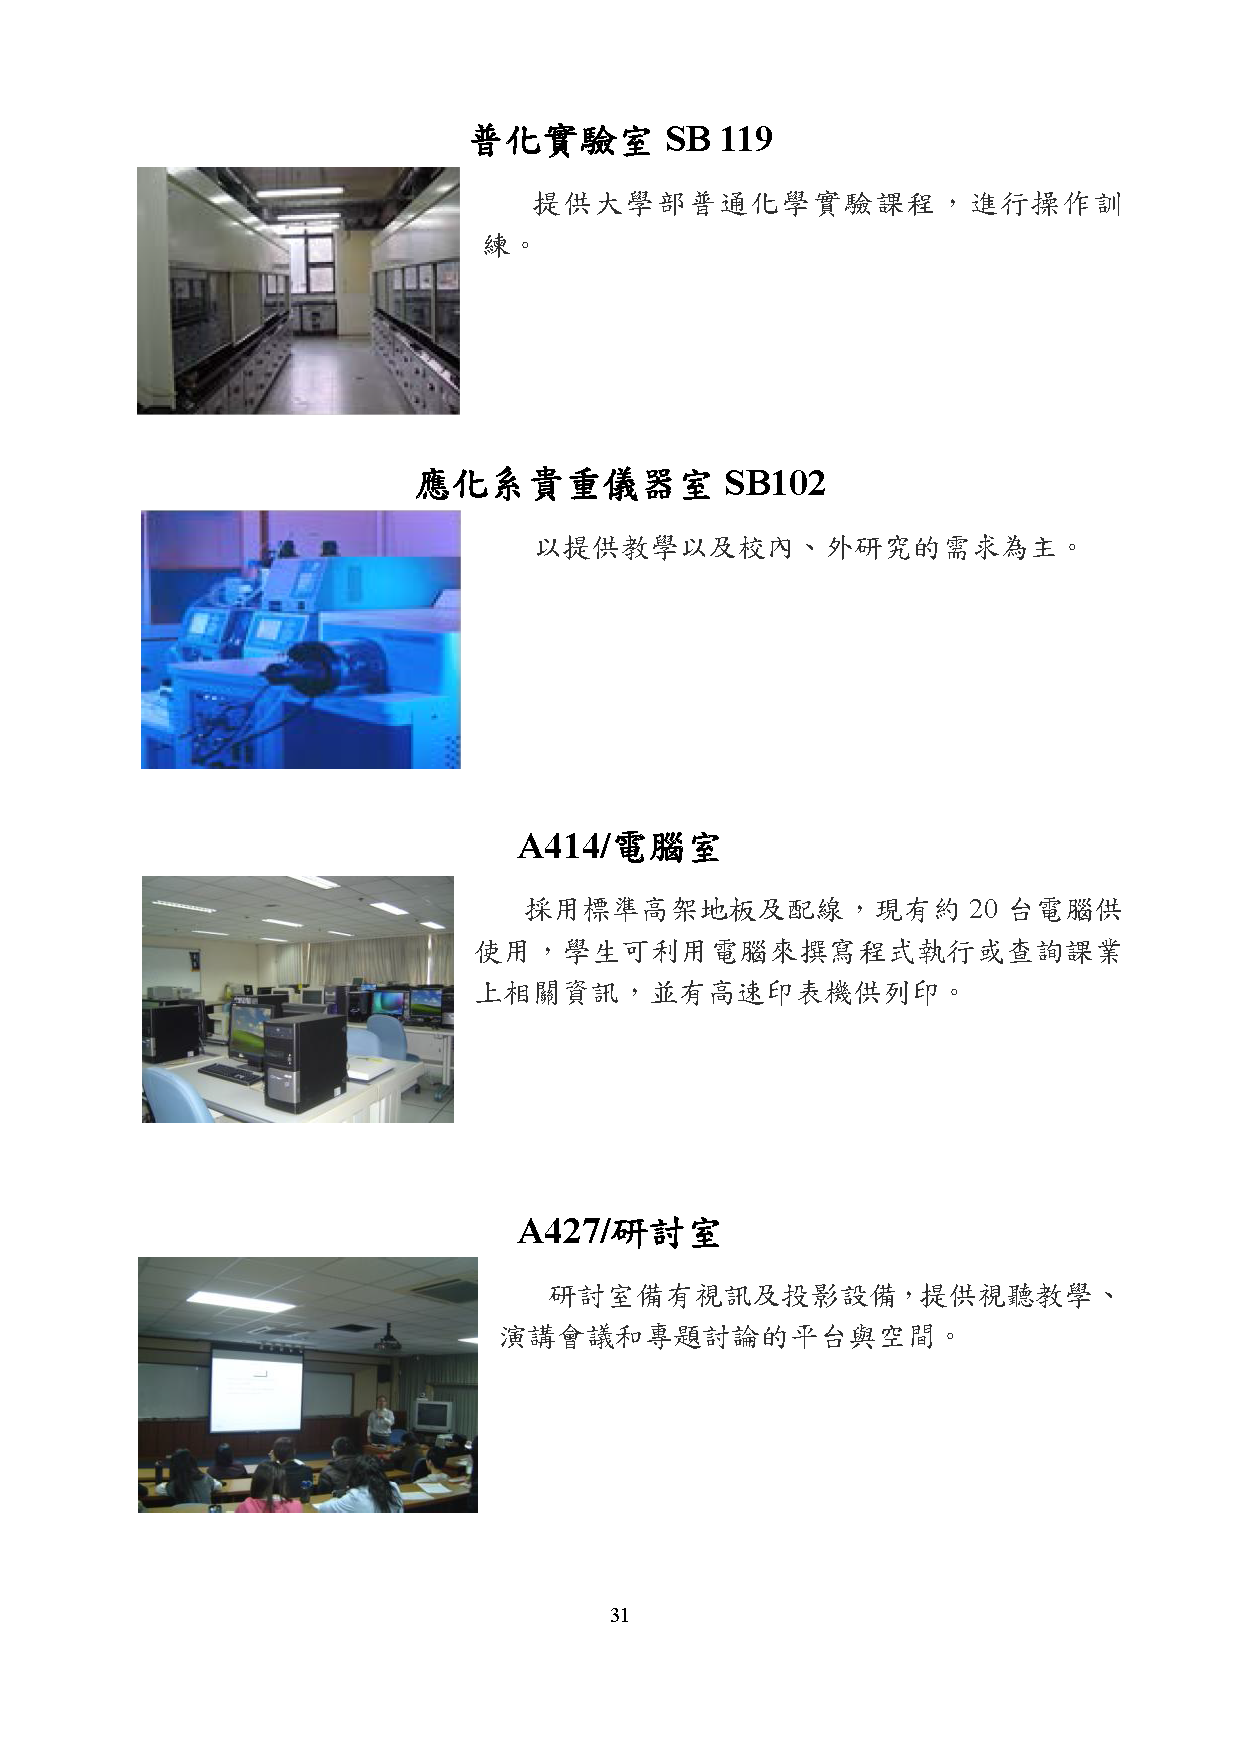 普化實驗室 SB 119
提供大學部普通化學實驗課程，進行操作訓
練。
應化系貴重儀器室 SB102
以提供教學以及校內、外研究的需求為主。
A414/電腦室
採用標準高架地板及配線，現有約 20 台電腦供
使用，學生可利用電腦來撰寫程式執行或查詢課業
上相關資訊，並有高速印表機供列印。
A427/研討室
研討室備有視訊及投影設備，提供視聽教學、
演講會議和專題討論的平台與空間。
31